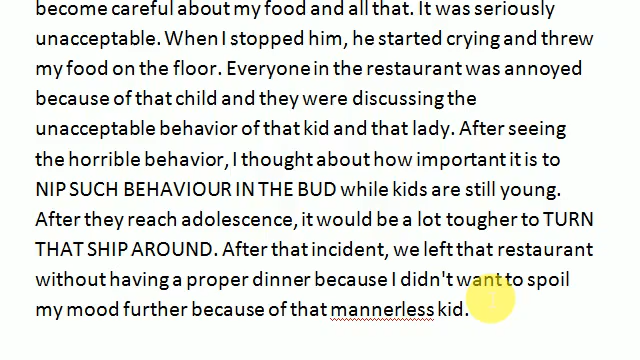 become careful about my food and all that. It was seriously
unacceptable. When I stopped him, he started crying and threw
my food on the floor. Everyone in the restaurant was annoyed
because of that child and they were discussing the
unacceptable behavior of that kid and that lady. After seeing
the horrible behavior, I thought about how important it is to
NIP SUCH BEHAVIOUR IN THE BUD while kids are still young.
After they reach adolescence, it would be a lot tougher to TURN
THAT SHIP AROUND. After that incident, we left that restaurant
without having a proper dinner because I didn't want to spoil
my mood further because of that mannerless kid.